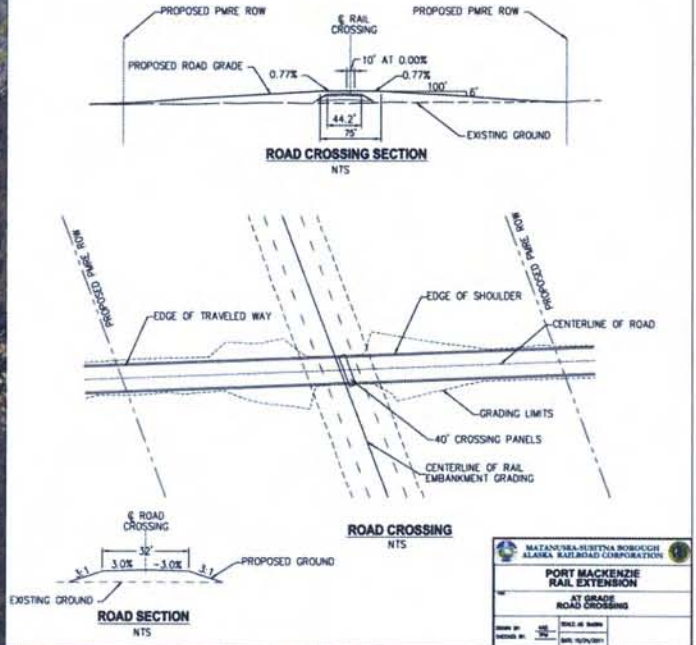 PROPOSED PMRE ROW
℄ RAIL
CROSSING
PROPOSED PMRE ROW
10' AT 0.00%
PROPOSED ROAD GRADE
0.77%
0.77%
100'
6'
44.2'
75'
EXISTING GROUND
ROAD CROSSING SECTION
NTS
PROPOSED PMRE ROW
PROPOSED PMRE ROW
EDGE OF TRAVELED WAY
EDGE OF SHOULDER
CENTERLINE OF ROAD
GRADING LIMITS
40' CROSSING PANELS
CENTERLINE OF RAIL
EMBANKMENT GRADING
ROAD CROSSING
NTS
℄ ROAD
CROSSING
32'
3:1
3.0%
-3.0%
3:1
PROPOSED GROUND
EXISTING GROUND
ROAD SECTION
NTS
MATANUSKA-SUSITNA BOROUGH
ALASKA RAILROAD CORPORATION
PORT MACKENZIE
RAIL EXTENSION
AT GRADE
ROAD CROSSING